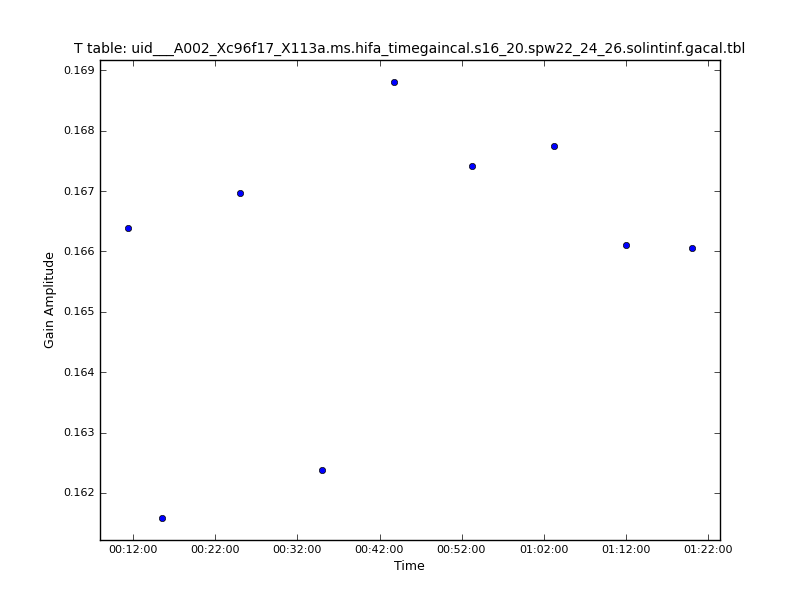 T table: uid___A002_Xc96f17_X113a.ms.hifa_timegaincal.s16_20.spw22_24_26.solintinf.gacal.tbl
0.169
0.168
0.167
0.166
0.165
0.164
0.163
0.162
Gain Amplitude
00:12:00 00:22:00 00:32:00 00:42:00 00:52:00 01:02:00 01:12:00 01:22:00
Time